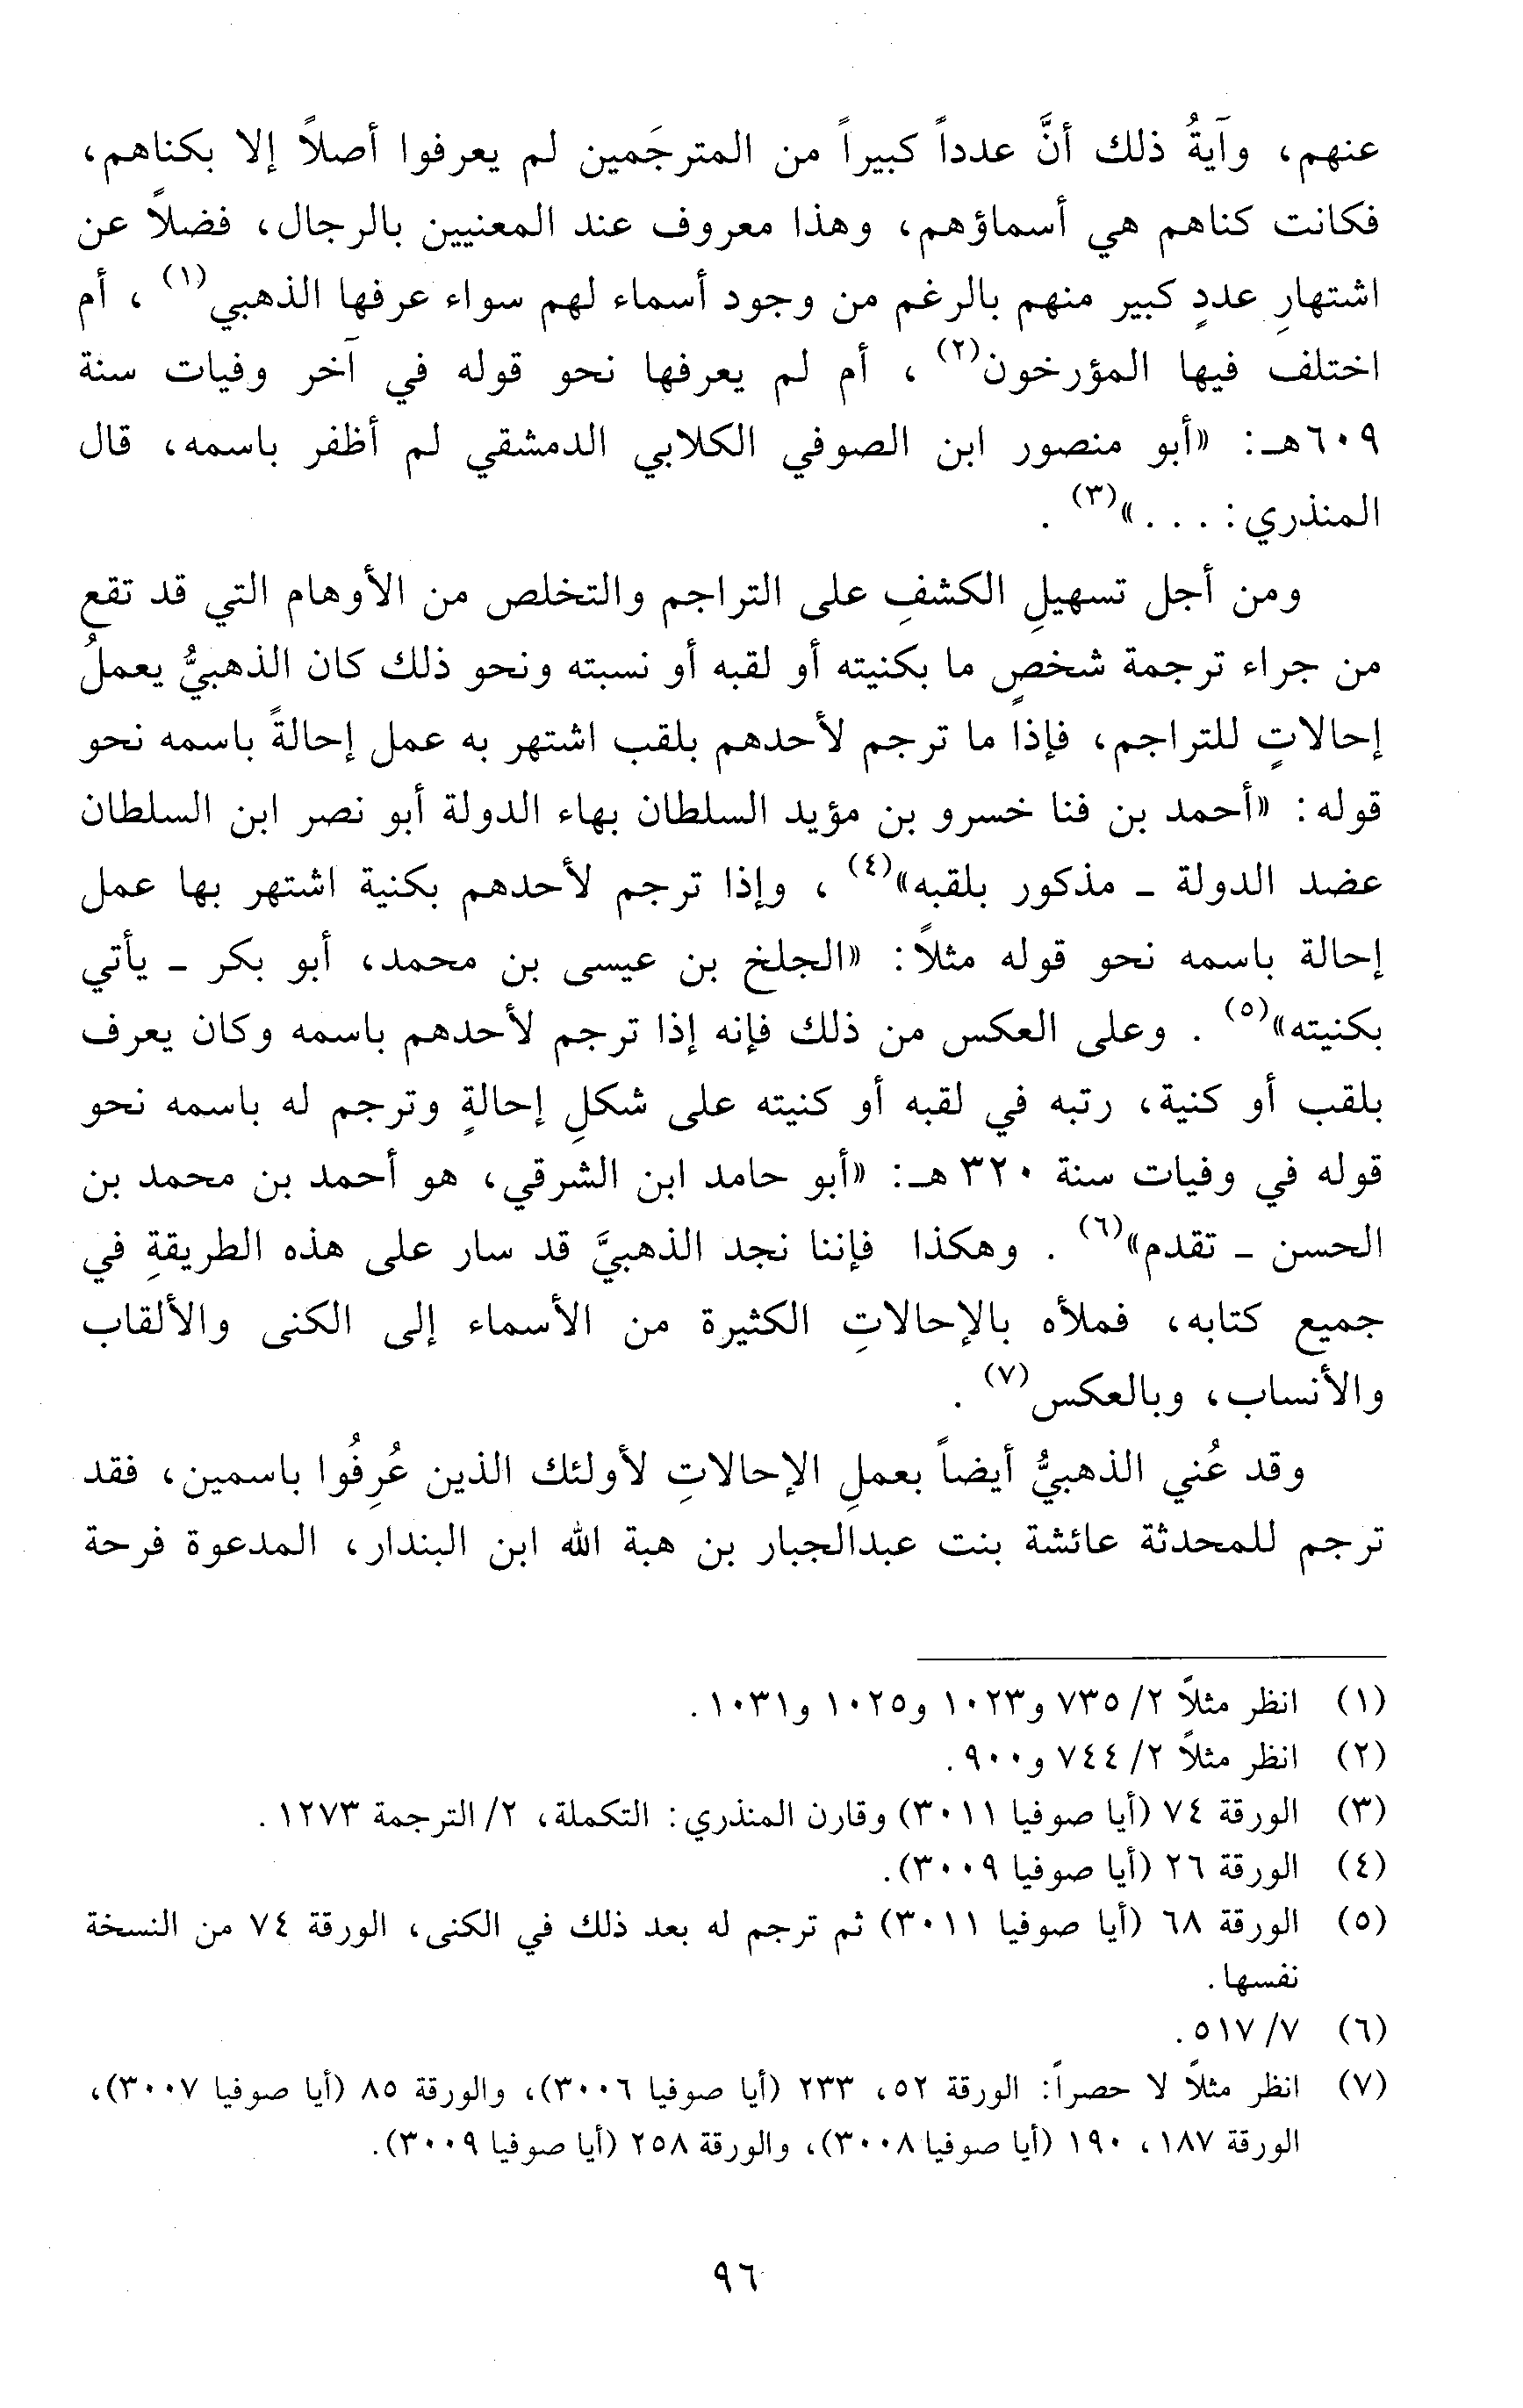 عنهم، وآيةُ ذلك أنَّ عدداً كبيراً من المترجَمين لم يعرفوا أصلاً إلا بكناهم،
فكانت كناهم هي أسماؤهم، وهذا معروف عند المعنيين بالرجال، فضلاً عن
اشتهارِ عددٍ كبير منهم بالرغم من وجود أسماء لهم سواء عرفها الذهبي(١)، أم
اختلف فيها المؤرخون(٢)، أم لم يعرفها نحو قوله في آخر وفيات سنة
٦٠٩هـ: «أبو منصور ابن الصوفي الكلابي الدمشقي لم أظفر باسمه، قال
المنذري: . . .»(٣).
ومن أجل تسهيلِ الكشفِ على التراجم والتخلص من الأوهام التي قد تقع
من جراء ترجمة شخصٍ ما بكنيته أو لقبه أو نسبته ونحو ذلك كان الذهبيُّ يعملُ
إحالاتٍ للتراجم، فإذا ما ترجم لأحدهم بلقب اشتهر به عمل إحالةً باسمه نحو
قوله: «أحمد بن فنا خسرو بن مؤيد السلطان بهاء الدولة أبو نصر ابن السلطان
عضد الدولة - مذكور بلقبه»(٤)، وإذا ترجم لأحدهم بكنية اشتهر بها عمل
إحالة باسمه نحو قوله مثلاً: «الجلخ بن عيسى بن محمد، أبو بكر - يأتي
بكنيته»(٥). وعلى العكس من ذلك فإنه إذا ترجم لأحدهم باسمه وكان يعرف
بلقب أو كنية، رتبه في لقبه أو كنيته على شكلِ إحالةٍ وترجم له باسمه نحو
قوله في وفيات سنة ٣٢٠هـ: «أبو حامد ابن الشرقي، هو أحمد بن محمد بن
الحسن - تقدم»(٦). وهكذا فإننا نجد الذهبيَّ قد سار على هذه الطريقةِ في
جميع كتابه، فملأه بالإحالاتِ الكثيرة من الأسماء إلى الكنى والألقاب
والأنساب، وبالعكس(٧).
وقد عُني الذهبيُّ أيضاً بعملِ الإحالاتِ لأولئك الذين عُرِفُوا باسمين، فقد
ترجم للمحدثة عائشة بنت عبدالجبار بن هبة الله ابن البندار، المدعوة فرحة
(١) انظر مثلاً ٢/ ٧٣٥ و١٠٢٣ و١٠٢٥ و١٠٣١.
(٢) انظر مثلاً ٢/ ٧٤٤ و٩٠٠.
(٣) الورقة ٧٤ (أيا صوفيا ٣٠١١) وقارن المنذري: التكملة، ٢/ الترجمة ١٢٧٣.
(٤) الورقة ٢٦ (أيا صوفيا ٣٠٠٩).
(٥) الورقة ٦٨ (أيا صوفيا ٣٠١١) ثم ترجم له بعد ذلك في الكنى، الورقة ٧٤ من النسخة
نفسها.
(٦) ٧/ ٥١٧.
(٧) انظر مثلاً لا حصراً: الورقة ٥٢، ٢٣٣ (أيا صوفيا ٣٠٠٦)، والورقة ٨٥ (أيا صوفيا ٣٠٠٧)،
الورقة ١٨٧، ١٩٠ (أيا صوفيا ٣٠٠٨)، والورقة ٢٥٨ (أيا صوفيا ٣٠٠٩).
٩٦